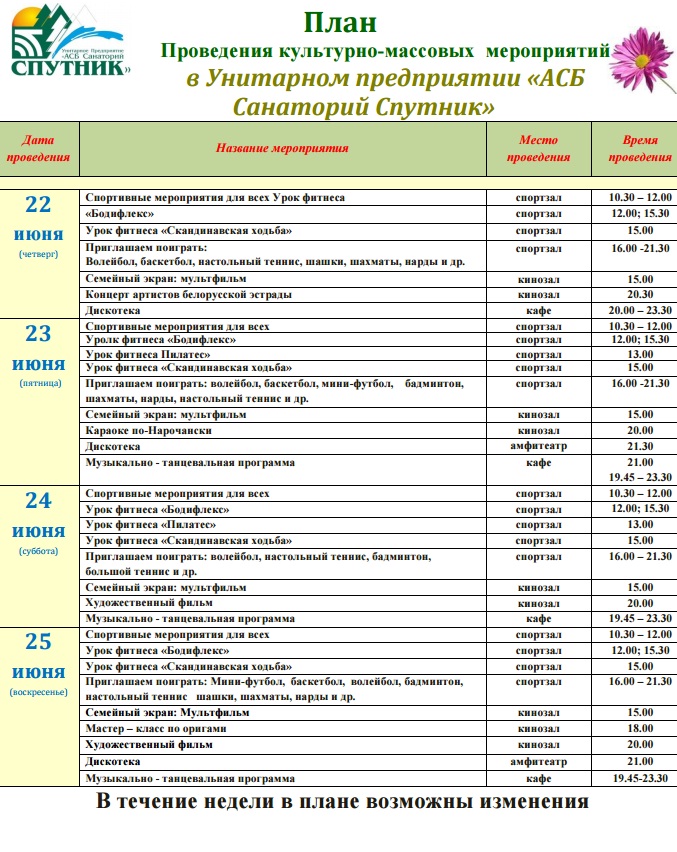 План
Проведения культурно-массовых мероприятий
в Унитарном предприятии «АСБ
Санаторий Спутник»
Унитарное Предприятие
«АСБ Санаторий
СПУТНИК»
Дата проведения Название мероприятия Место проведения Время проведения
22 июня (четверг)
Спортивные мероприятия для всех Урок фитнеса спортзал 10.30 – 12.00
«Бодифлекс» спортзал 12.00; 15.30
Урок фитнеса «Скандинавская ходьба» спортзал 15.00
Приглашаем поиграть: спортзал 16.00 -21.30
Волейбол, баскетбол, настольный теннис, шашки, шахматы, нарды и др.
Семейный экран: мультфильм кинозал 15.00
Концерт артистов белорусской эстрады кинозал 20.30
Дискотека кафе 20.00 – 23.30
23 июня (пятница)
Спортивные мероприятия для всех спортзал 10.30 – 12.00
Уролк фитнеса «Бодифлекс» спортзал 12.00; 15.30
Урок фитнеса Пилатес» спортзал 13.00
Урок фитнеса «Скандинавская ходьба» спортзал 15.00
Приглашаем поиграть: волейбол, баскетбол, мини-футбол, бадминтон, спортзал 16.00 -21.30
шахматы, нарды, настольный теннис и др.
Семейный экран: мультфильм кинозал 15.00
Караоке по-Нарочански кинозал 20.00
Дискотека амфитеатр 21.30
Музыкально - танцевальная программа кафе 21.00
19.45 – 23.30
24 июня (суббота)
Спортивные мероприятия для всех спортзал 10.30 – 12.00
Урок фитнеса «Бодифлекс» спортзал 12.00; 15.30
Урок фитнеса «Пилатес» спортзал 13.00
Урок фитнеса «Скандинавская ходьба» спортзал 15.00
Приглашаем поиграть: волейбол, настольный теннис, бадминтон, спортзал 16.00 – 21.30
большой теннис и др.
Семейный экран: мультфильм кинозал 15.00
Художественный фильм кинозал 20.00
Музыкально - танцевальная программа кафе 19.45 – 23.30
25 июня (воскресенье)
Спортивные мероприятия для всех спортзал 10.30 – 12.00
Урок фитнеса «Бодифлекс» спортзал 12.00; 15.30
Урок фитнеса «Скандинавская ходьба» спортзал 15.00
Приглашаем поиграть: Мини-футбол, баскетбол, волейбол, бадминтон, спортзал 16.00 – 21.30
настольный теннис шашки, шахматы, нарды и др.
Семейный экран: Мультфильм кинозал 15.00
Мастер – класс по оригами кинозал 18.00
Художественный фильм кинозал 20.00
Дискотека амфитеатр 21.00
Музыкально - танцевальная программа кафе 19.45-23.30
В течение недели в плане возможны изменения